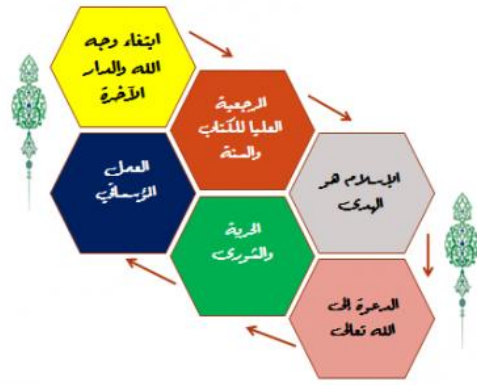 ابتغاء وجه
الله والدار
الآخرة
المرجعية
العليا للكتاب
والسنة
الإسلام هو
الهدى
الدعوة إلى
الله تعالى
الحرية
والشورى
العمل
المؤسساتي